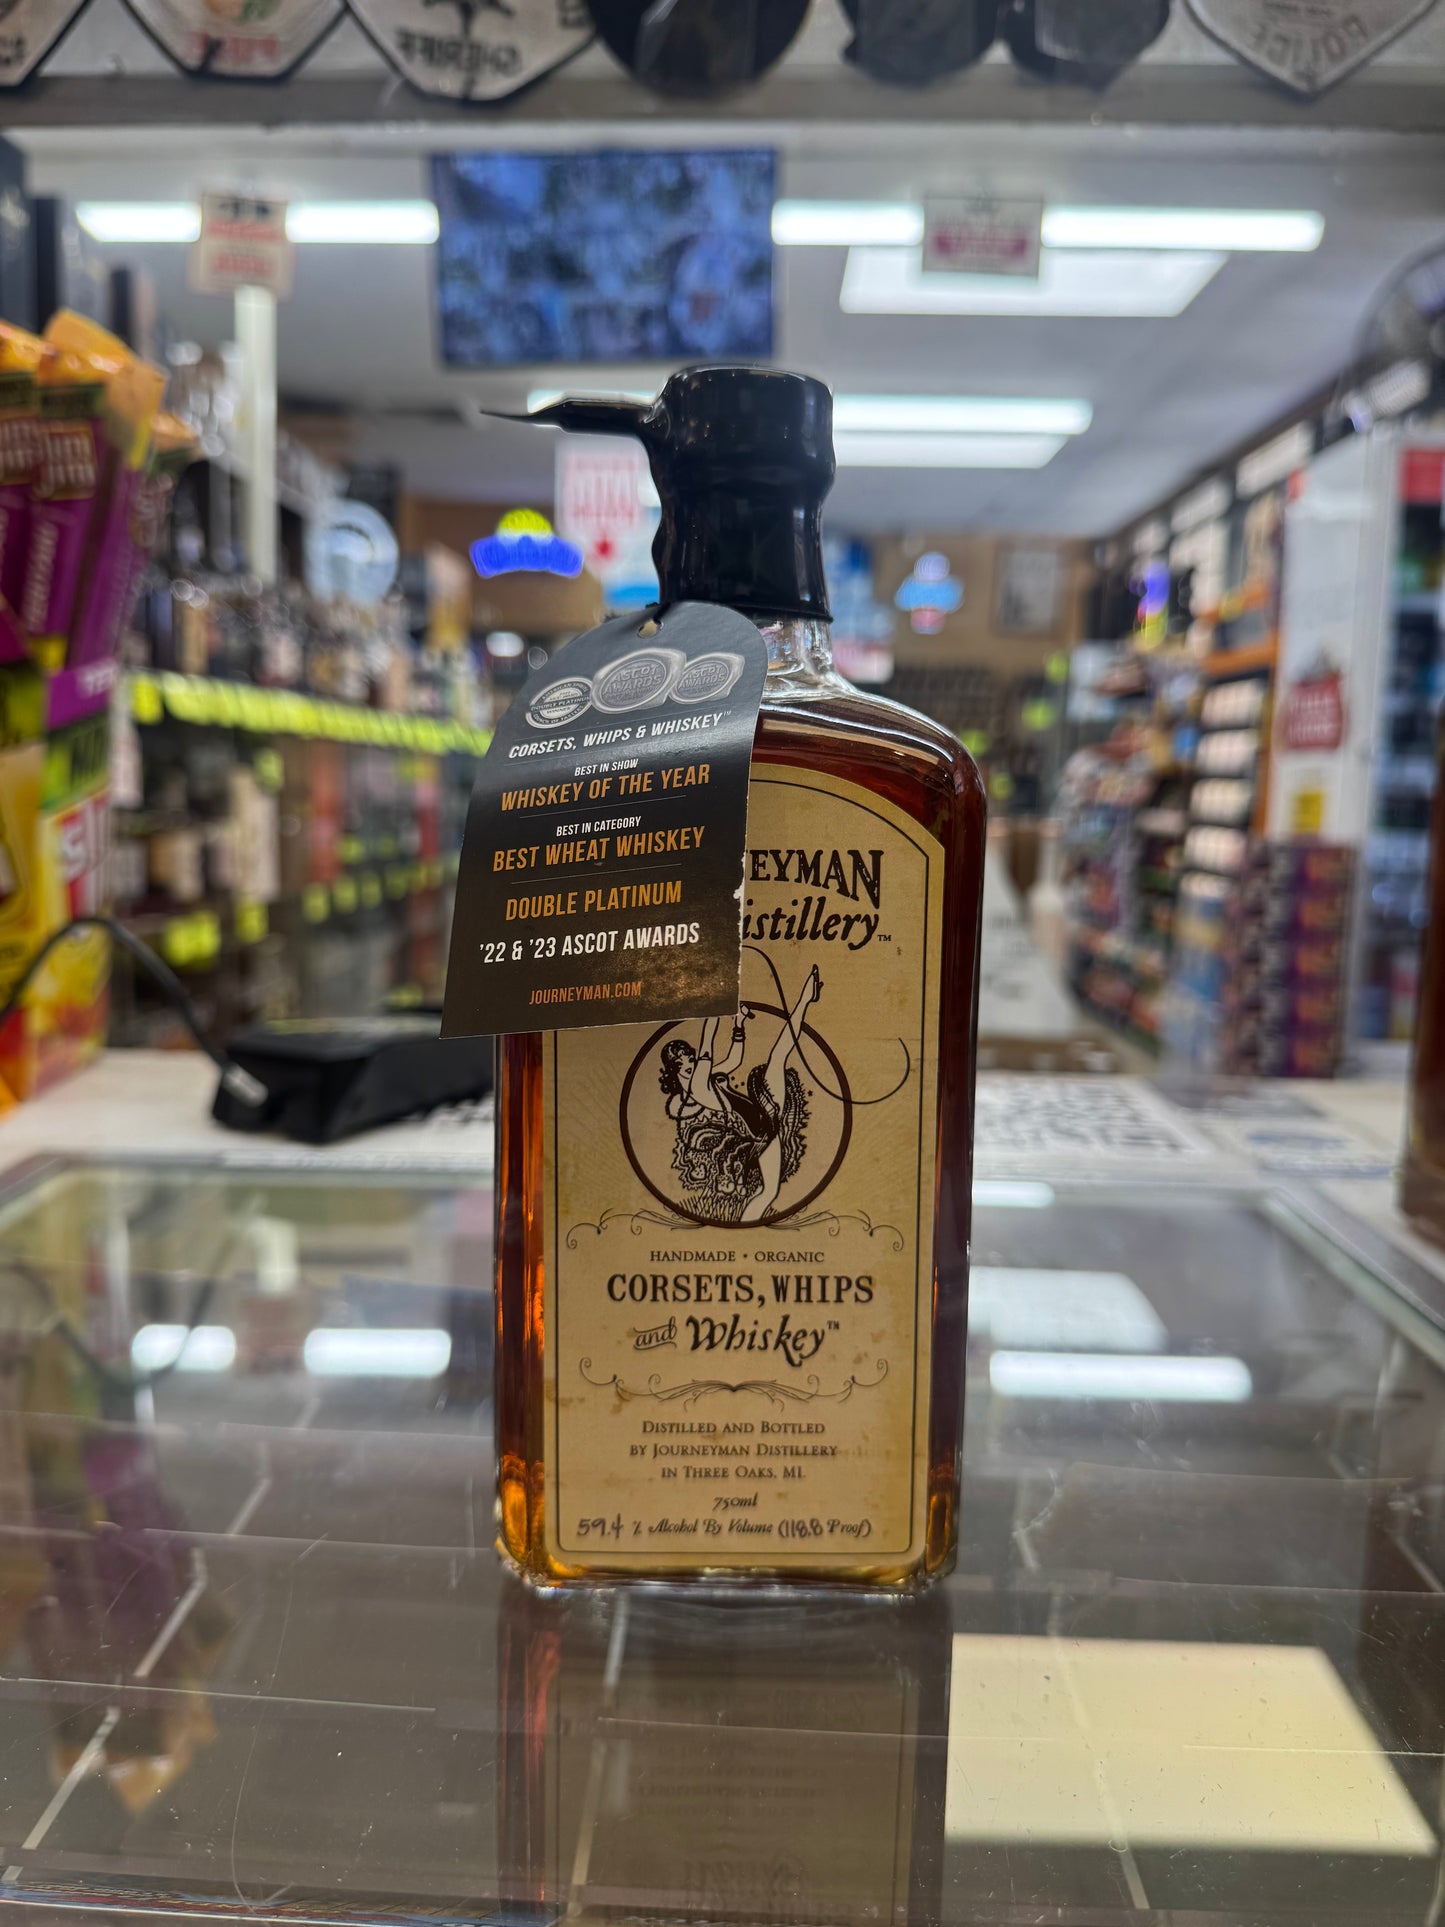 CORSETS, WHIPS & WHISKEY™
BEST IN SHOW
WHISKEY OF THE YEAR
BEST IN CATEGORY
BEST WHEAT WHISKEY
DOUBLE PLATINUM
'22 & '23 ASCOT AWARDS
JOURNEYMAN.COM
NEYMAN
istillery™
HANDMADE • ORGANIC
CORSETS, WHIPS
and Whiskey™
DISTILLED AND BOTTLED
BY JOURNEYMAN DISTILLERY
IN THREE OAKS, MI.
750ml
59.4 % Alcohol By Volume (118.8 Proof)